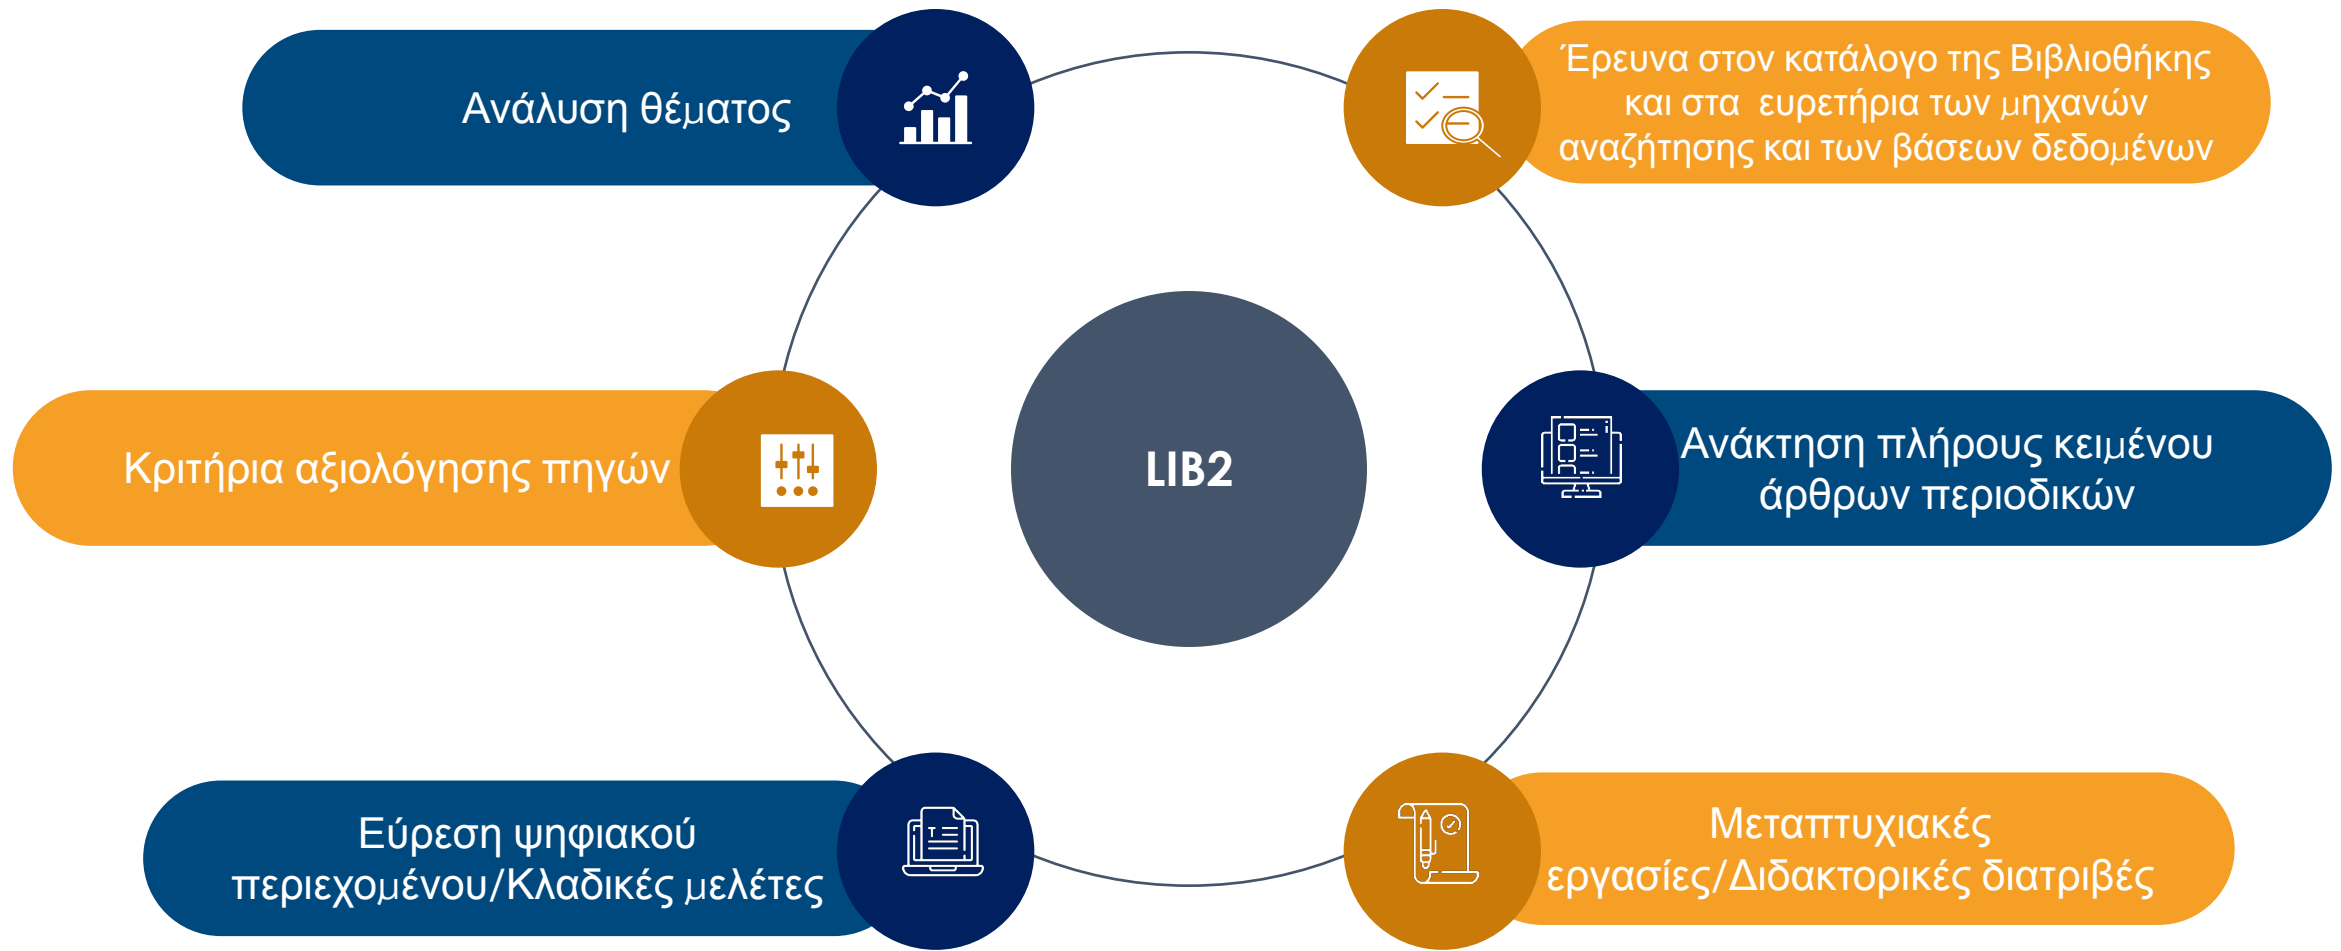 Ανάλυση θέματος
Έρευνα στον κατάλογο της Βιβλιοθήκης
και στα ευρετήρια των μηχανών
αναζήτησης και των βάσεων δεδομένων
Κριτήρια αξιολόγησης πηγών
LIB2
Ανάκτηση πλήρους κειμένου
άρθρων περιοδικών
Εύρεση ψηφιακού
περιεχομένου/Κλαδικές μελέτες
Μεταπτυχιακές
εργασίες/Διδακτορικές διατριβές